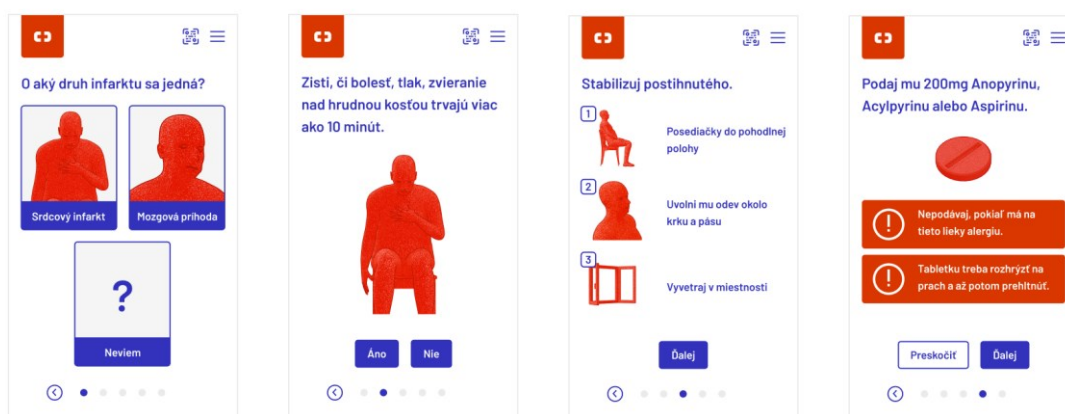 O aký druh infarktu sa jedná?
Srdcový infarkt
Mozgová príhoda
?
Neviem
Zisti, či bolesť, tlak, zvieranie
nad hrudnou kosťou trvajú viac
ako 10 minút.
Áno
Nie
Stabilizuj postihnutého.
1
Posediačky do pohodlnej
polohy
2
Uvolni mu odev okolo
krku a pásu
3
Vyvetraj v miestnosti
Ďalej
Podaj mu 200mg Anopyrinu,
Acylpyrinu alebo Aspirinu.
!
Nepodávaj, pokiaľ má na
tieto lieky alergiu.
!
Tabletku treba rozhrýzť na
prach a až potom prehltnúť.
Preskočiť
Ďalej